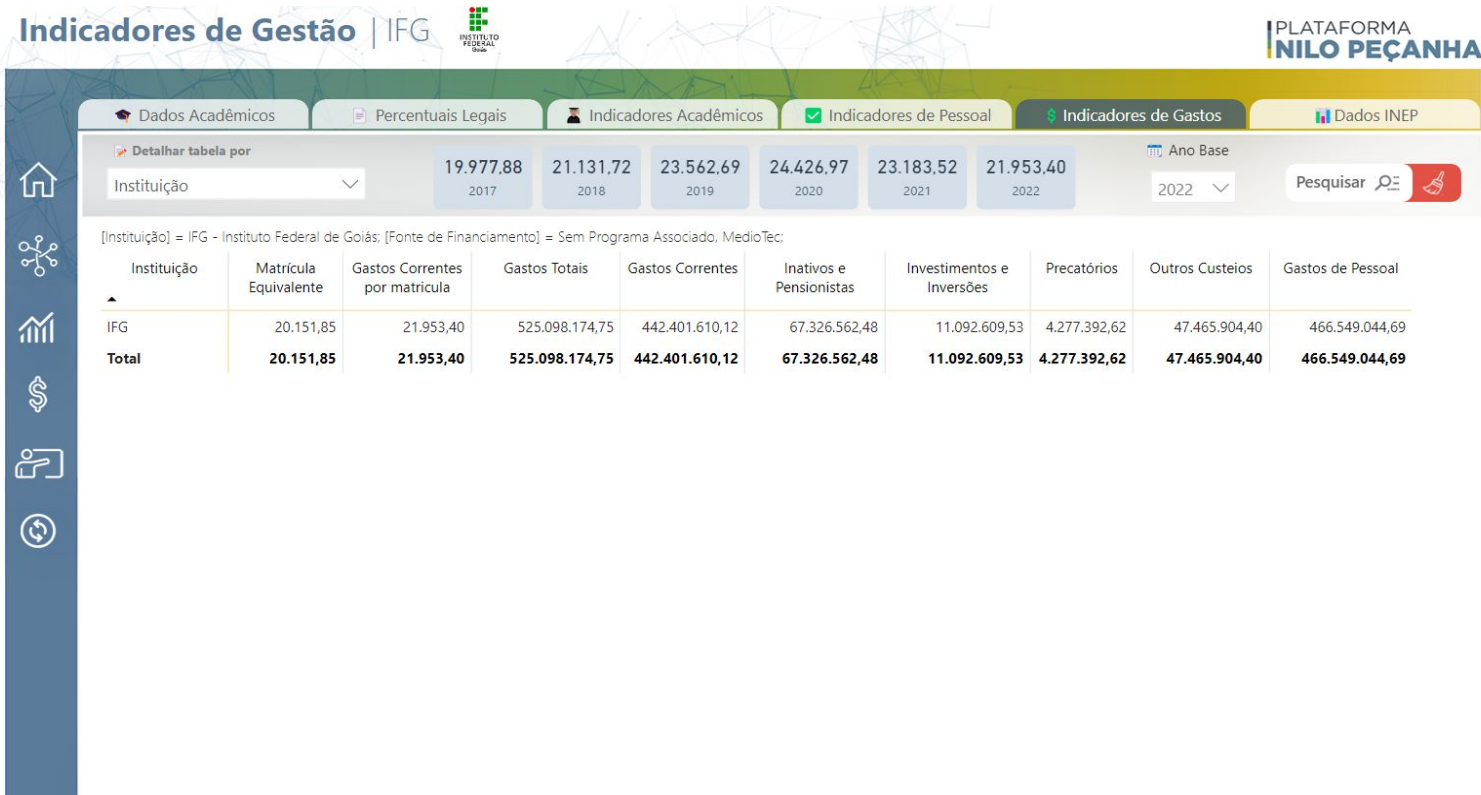 Indicadores de Gestão | IFG
INSTITUTO
FEDERAL
Goiás
PLATAFORMA
NILO PEÇANHA
Dados Acadêmicos
Percentuais Legais
Indicadores Acadêmicos
Indicadores de Pessoal
$ Indicadores de Gastos
Dados INEP
Detalhar tabela por
Instituição
19.977,88
2017
21.131,72
2018
23.562,69
2019
24.426,97
2020
23.183,52
2021
21.953,40
2022
Ano Base
2022
Pesquisar
[Instituição] = IFG - Instituto Federal de Goiás; [Fonte de Financiamento] = Sem Programa Associado, MedioTec;
Instituição Matrícula Equivalente Gastos Correntes por matricula Gastos Totais Gastos Correntes Inativos e Pensionistas Investimentos e Inversões Precatórios Outros Custeios Gastos de Pessoal
IFG 20.151,85 21.953,40 525.098.174,75 442.401.610,12 67.326.562,48 11.092.609,53 4.277.392,62 47.465.904,40 466.549.044,69
Total 20.151,85 21.953,40 525.098.174,75 442.401.610,12 67.326.562,48 11.092.609,53 4.277.392,62 47.465.904,40 466.549.044,69